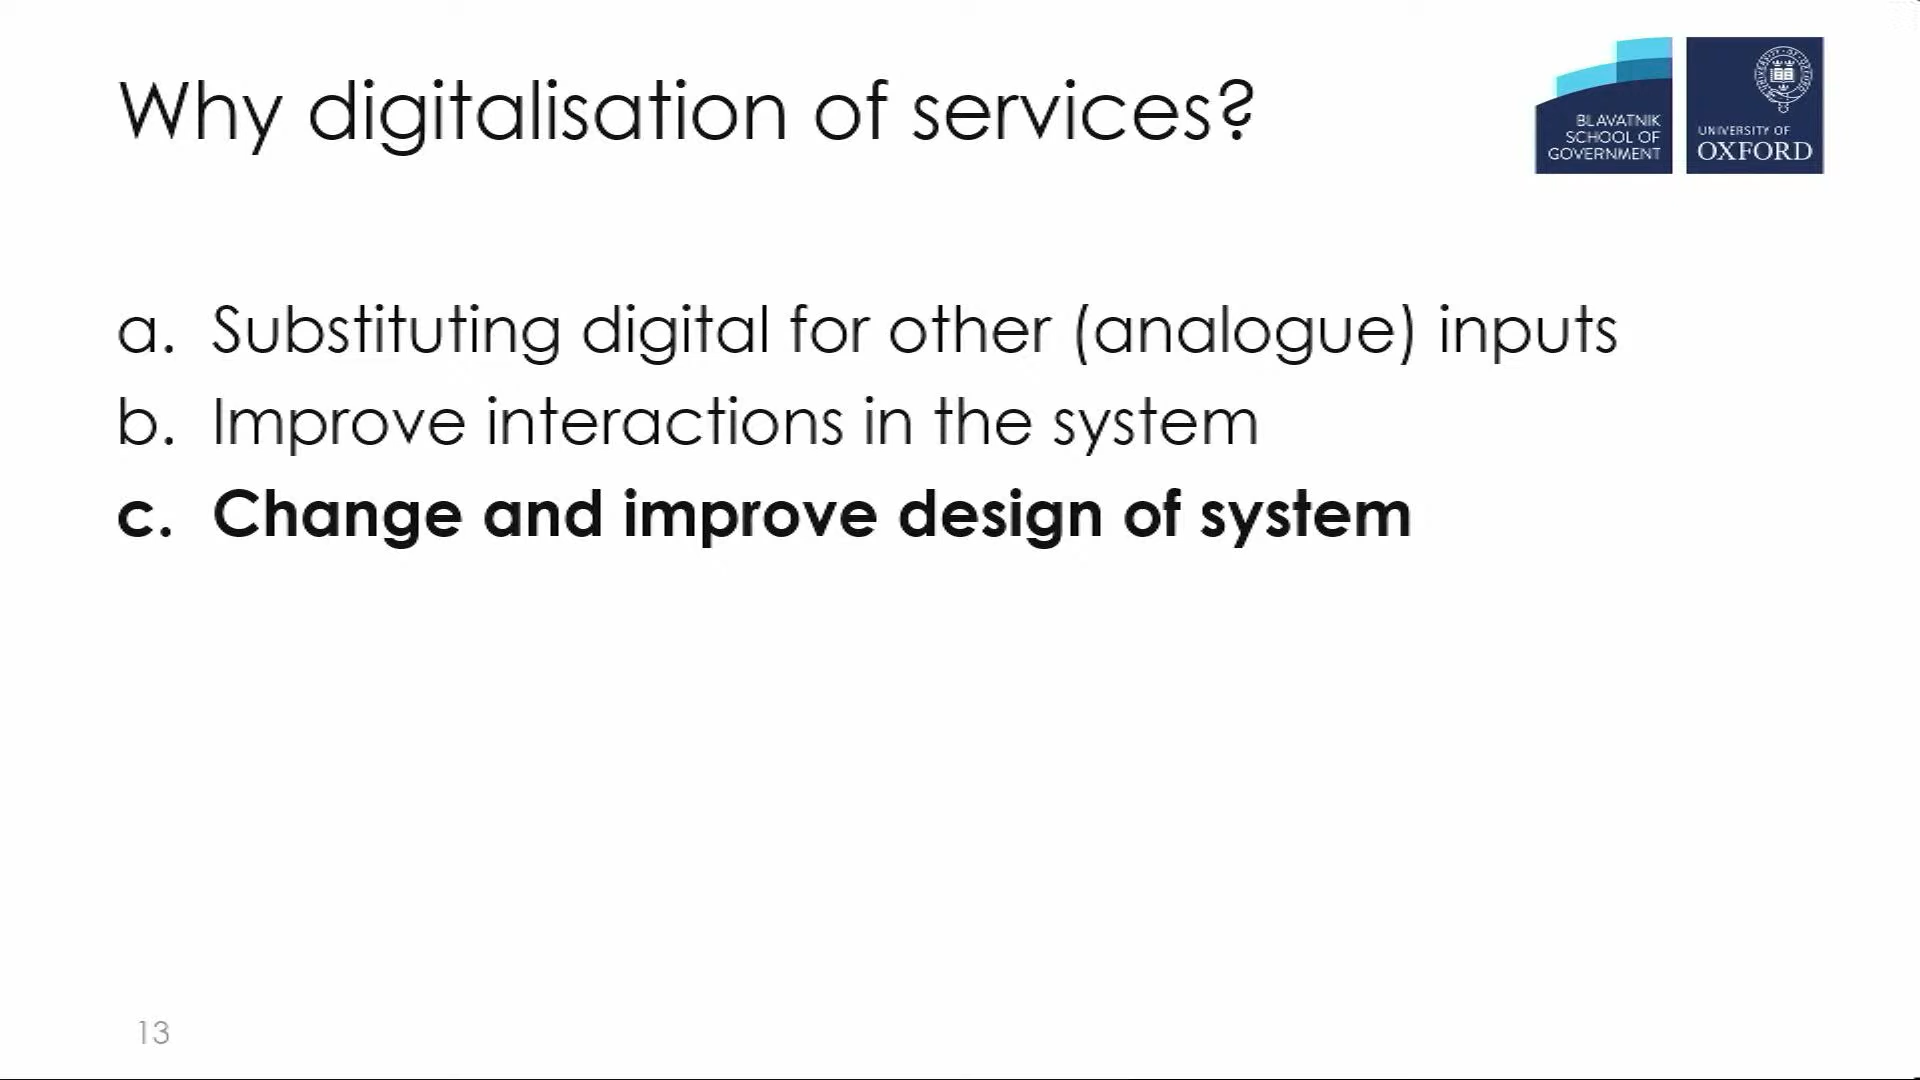 Why digitalisation of services?
BLAVATNIK
SCHOOL OF
GOVERNMENT
UNIVERSITY OF
OXFORD
a. Substituting digital for other (analogue) inputs
b. Improve interactions in the system
c. Change and improve design of system
13